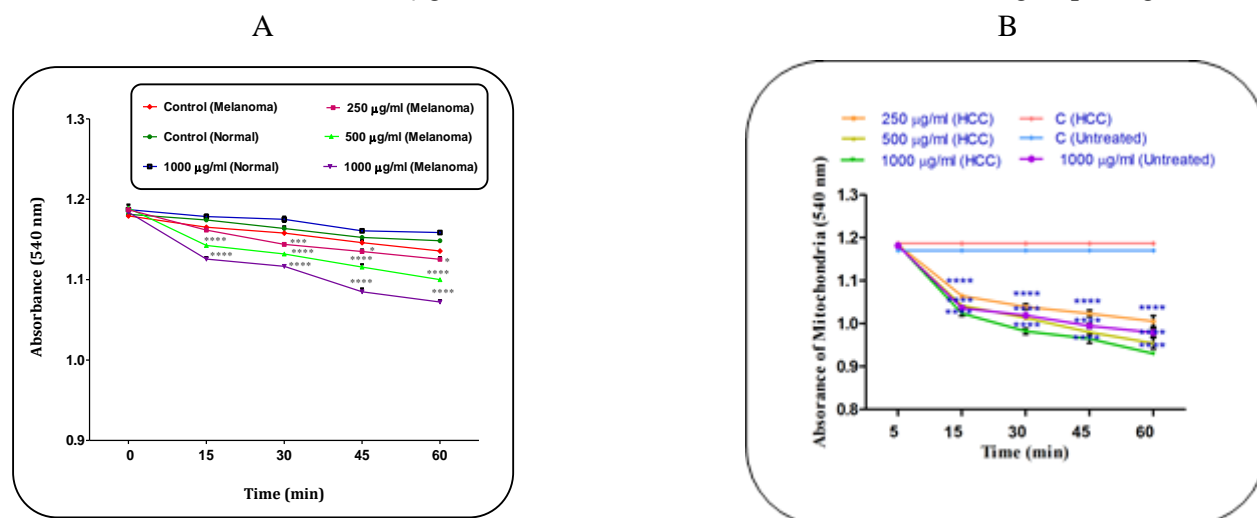 A
B
Control (Melanoma)
250 µg/ml (Melanoma)
Control (Normal)
500 µg/ml (Melanoma)
1000 µg/ml (Normal)
1000 µg/ml (Melanoma)
1.3
1.2
1.1
1.0
0.9
Absorbance (540 nm)
****
****
***
****
****
*
****
****
*
****
****
0
15
30
45
60
Time (min)
250 µg/ml (HCC)
C (HCC)
500 µg/ml (HCC)
C (Untreated)
1000 µg/ml (HCC)
1000 µg/ml (Untreated)
1.3
1.2
1.1
1.0
0.9
0.8
Absorance of Mitochondria (540 nm)
****
****
****
****
****
****
****
****
****
****
****
****
5
15
30
45
60
Time (min)